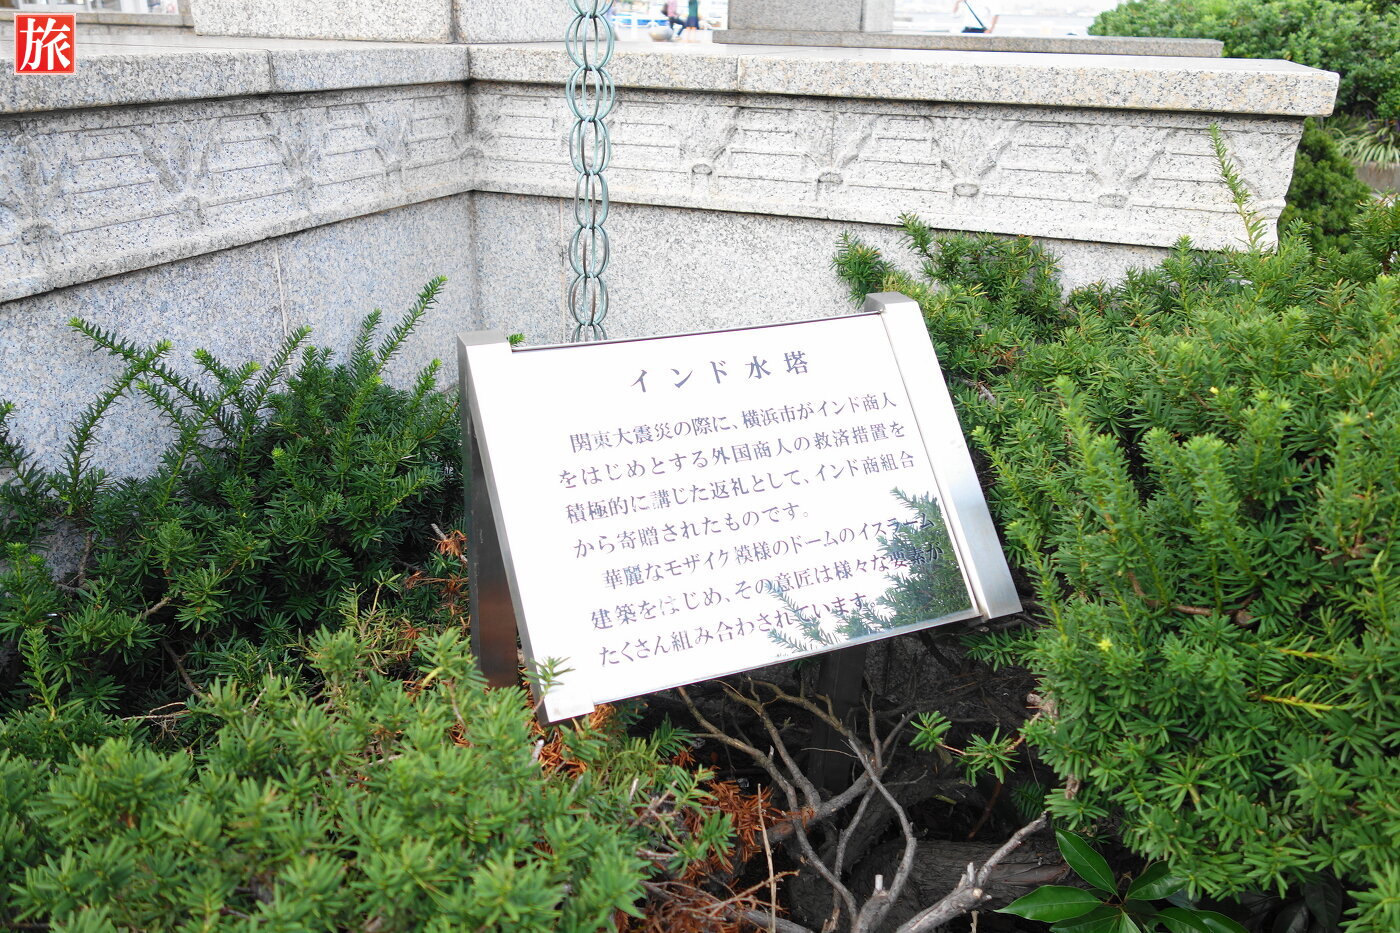 旅
インド水塔
関東大震災の際に、横浜市がインド商人
をはじめとする外国商人の救済措置を
積極的に講じた返礼として、インド商組合
から寄贈されたものです。
華麗なモザイク模様のドームのイスラーム
建築をはじめ、その意匠は様々な要素が
たくさん組み合わされています。